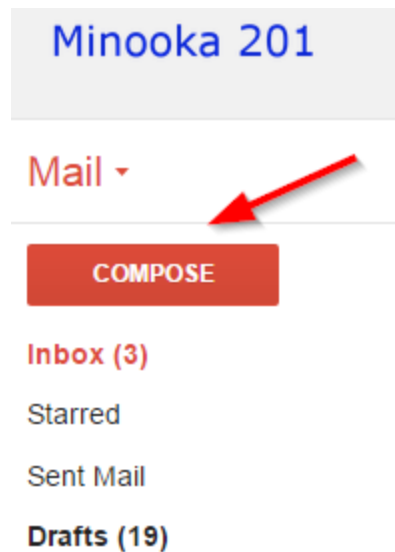 Minooka 201
Mail
COMPOSE
Inbox (3)
Starred
Sent Mail
Drafts (19)